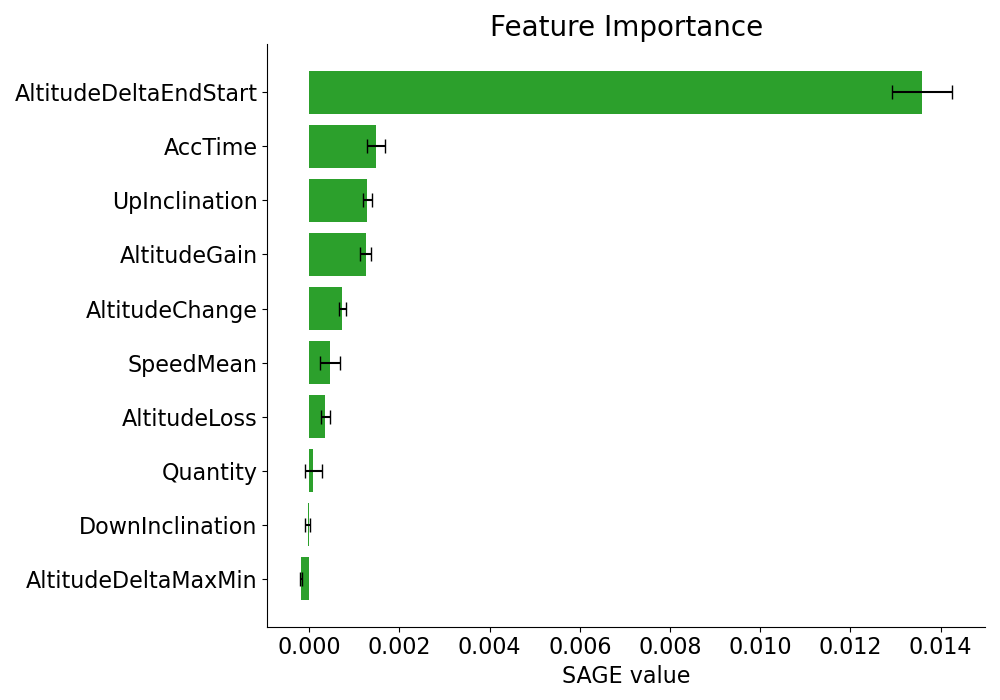 Feature Importance
AltitudeDeltaEndStart
AccTime
UpInclination
AltitudeGain
AltitudeChange
SpeedMean
AltitudeLoss
Quantity
DownInclination
AltitudeDeltaMaxMin
0.000 0.002 0.004 0.006 0.008 0.010 0.012 0.014
SAGE value